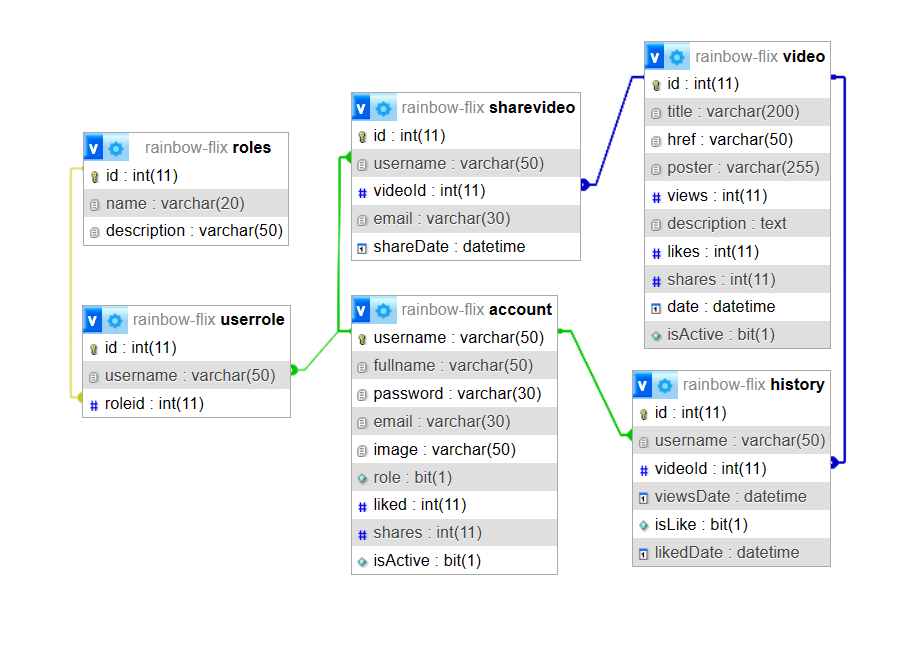 v rainbow-flix roles
id : int(11)
name : varchar(20)
description : varchar(50)
v rainbow-flix userrole
id : int(11)
username : varchar(50)
# roleid : int(11)
v rainbow-flix sharevideo
id : int(11)
username : varchar(50)
# videoId : int(11)
email : varchar(30)
shareDate : datetime
v rainbow-flix account
username : varchar(50)
fullname : varchar(50)
password : varchar(30)
email : varchar(30)
image : varchar(50)
role : bit(1)
# liked : int(11)
# shares : int(11)
isActive : bit(1)
v rainbow-flix video
id : int(11)
title : varchar(200)
href : varchar(50)
poster : varchar(255)
# views : int(11)
description : text
# likes : int(11)
# shares : int(11)
date : datetime
isActive : bit(1)
v rainbow-flix history
id : int(11)
username : varchar(50)
# videoId : int(11)
viewsDate : datetime
isLike : bit(1)
likedDate : datetime